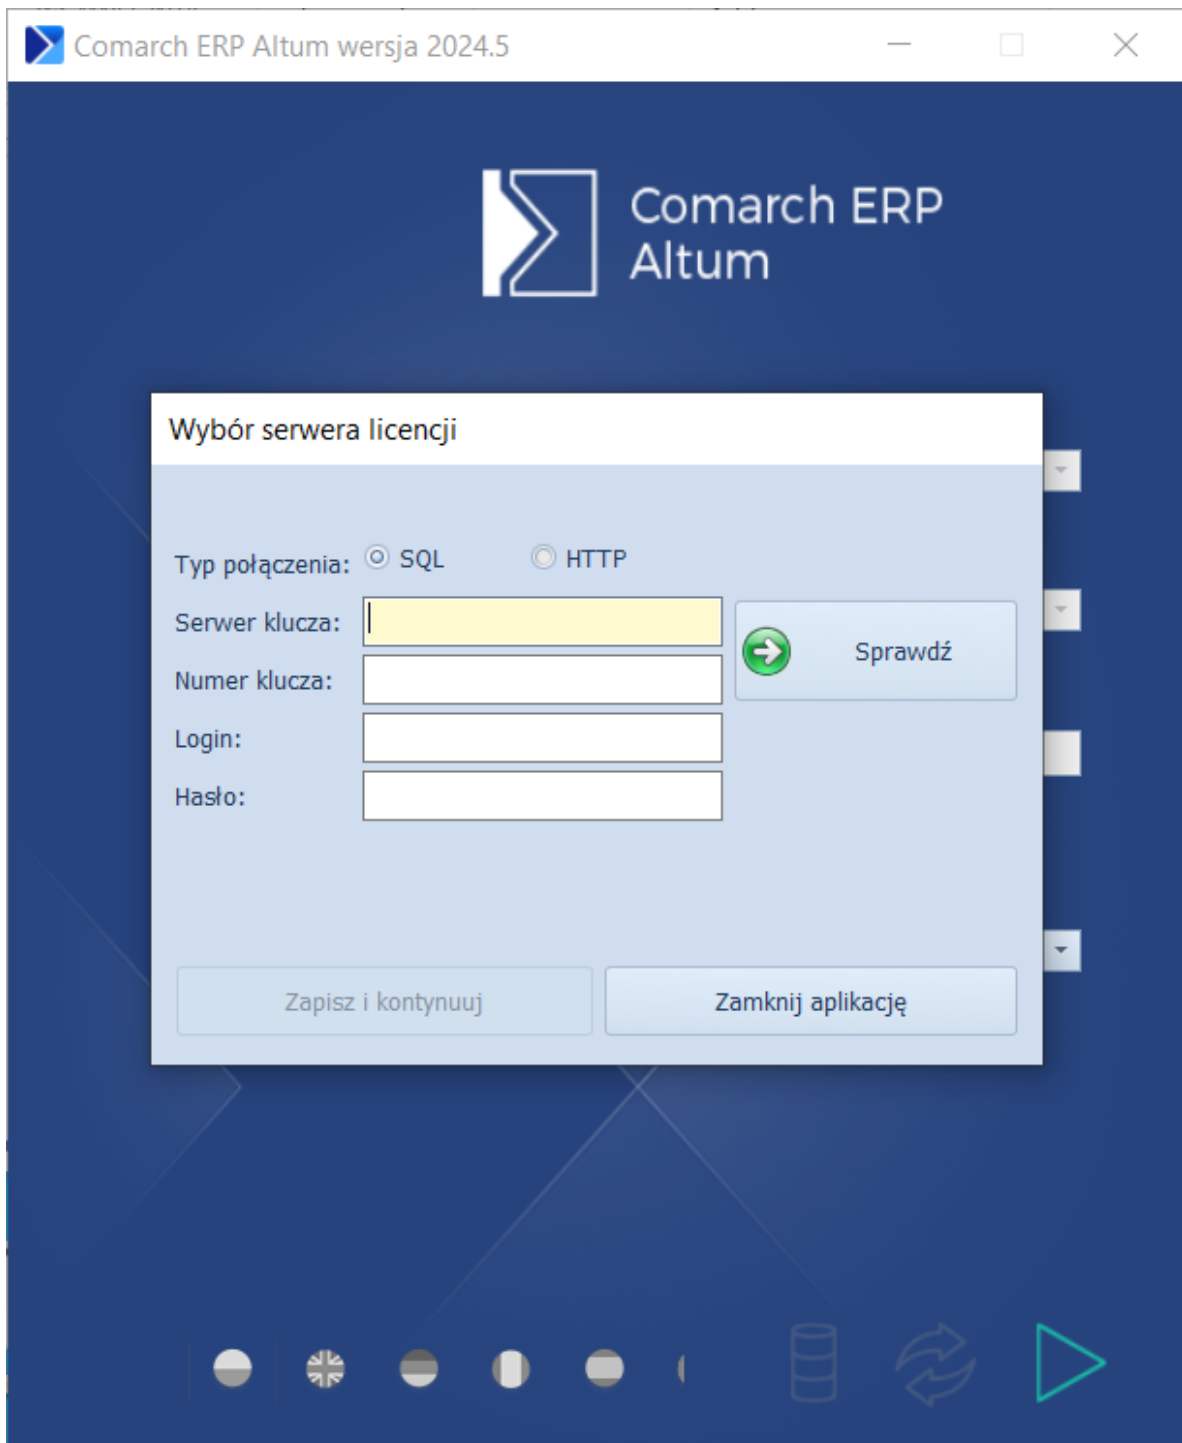 Comarch ERP Altum wersja 2024.5
Comarch ERP
Altum
Wybór serwera licencji
Typ połączenia: SQL HTTP
Serwer klucza:
Sprawdź
Numer klucza:
Login:
Hasło:
Zapisz i kontynuuj Zamknij aplikację